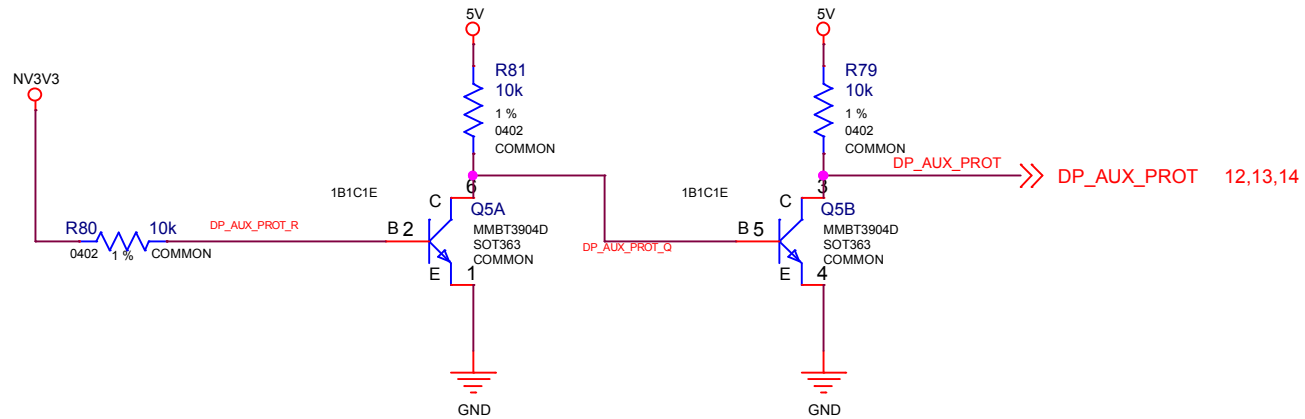 5V
5V
NV3V3
R81
10k
1 %
0402
COMMON
R79
10k
1 %
0402
COMMON
DP_AUX_PROT
DP_AUX_PROT 12,13,14
1B1C1E
C
6
Q5A
MMBT3904D
SOT363
COMMON
1B1C1E
C
3
Q5B
MMBT3904D
SOT363
COMMON
R80 10k
0402 1 % COMMON
DP_AUX_PROT_R
B 2
DP_AUX_PROT_Q
B 5
E 1
E 4
GND
GND